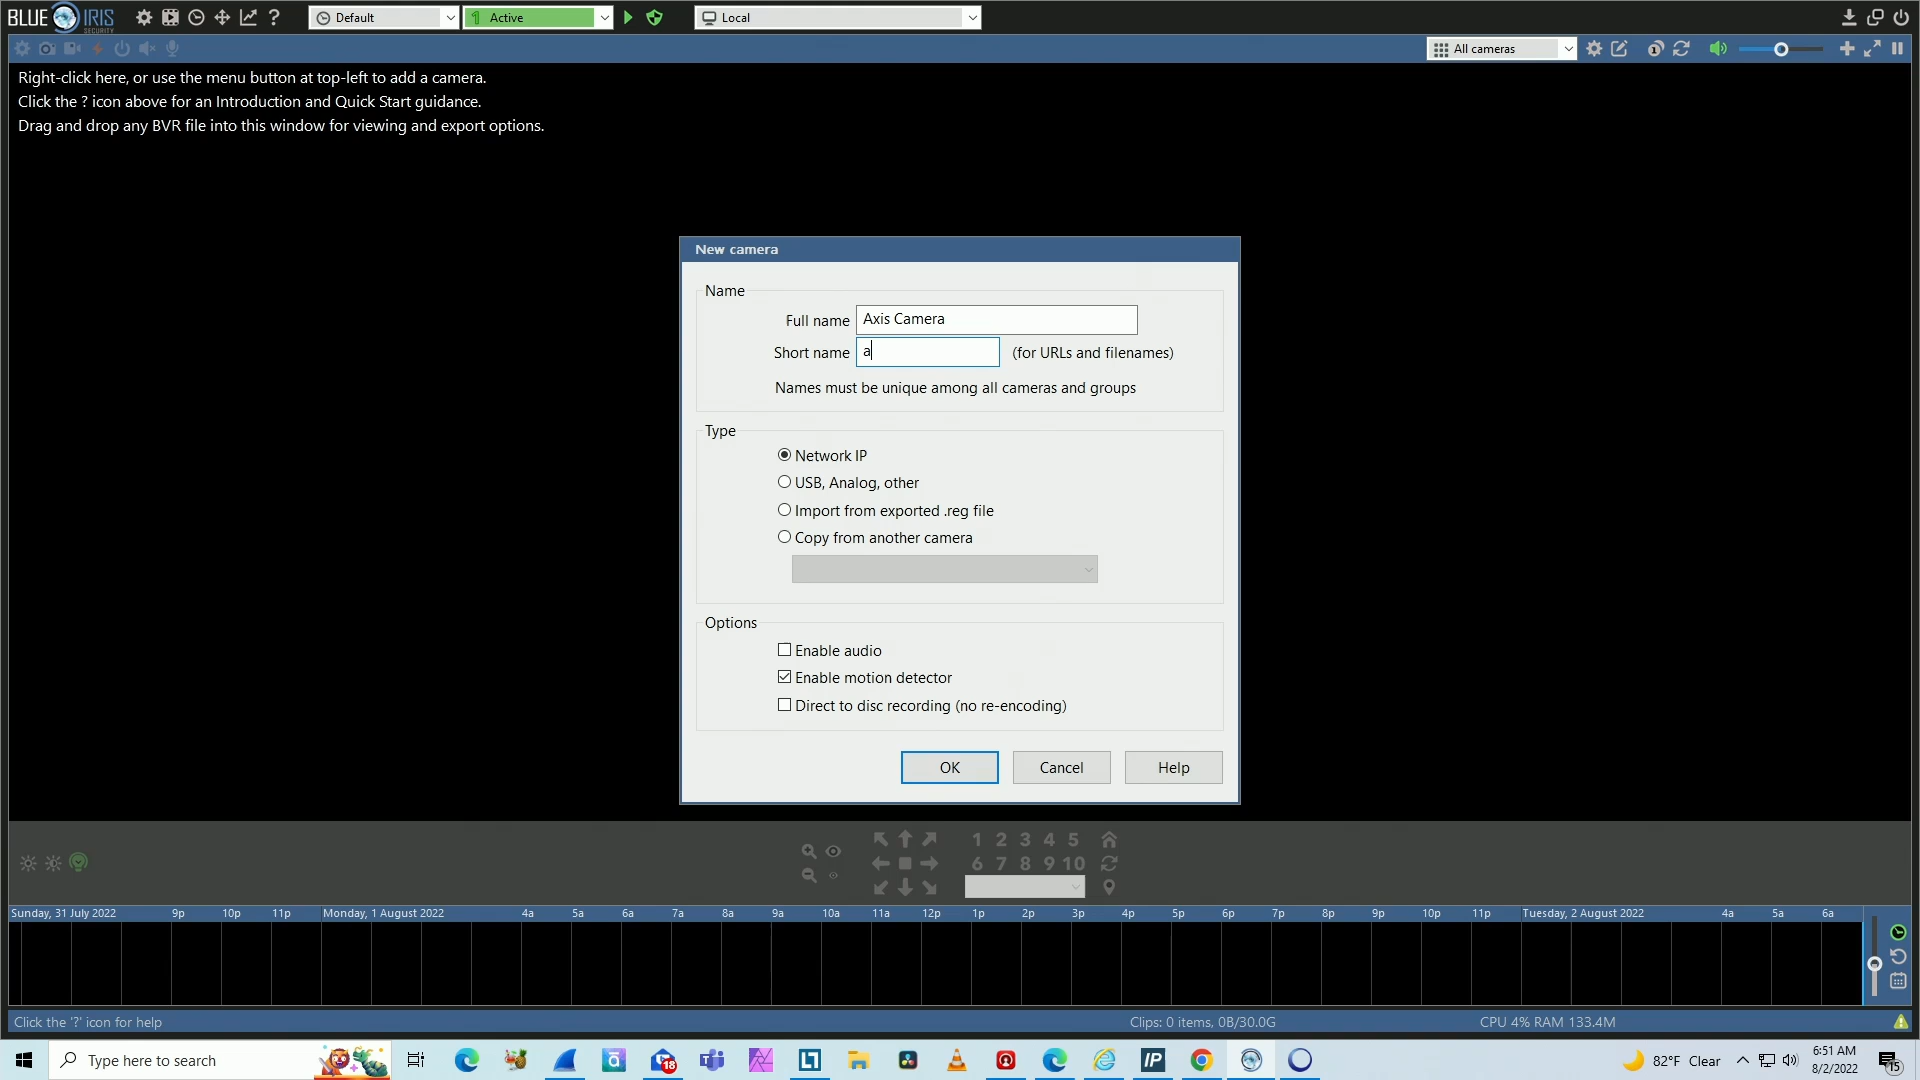 BLUE IRIS
SECURITY
Default
1 Active
Local
All cameras
Right-click here, or use the menu button at top-left to add a camera.
Click the ? icon above for an Introduction and Quick Start guidance.
Drag and drop any BVR file into this window for viewing and export options.
New camera
Name
Full name Axis Camera
Short name a (for URLs and filenames)
Names must be unique among all cameras and groups
Type
Network IP
USB, Analog, other
Import from exported .reg file
Copy from another camera
Options
Enable audio
Enable motion detector
Direct to disc recording (no re-encoding)
OK Cancel Help
1 2 3 4 5
6 7 8 9 10
Sunday, 31 July 2022 9p 10p 11p Monday, 1 August 2022 4a 5a 6a 7a 8a 9a 10a 11a 12p 1p 2p 3p 4p 5p 6p 7p 8p 9p 10p 11p Tuesday, 2 August 2022 4a 5a 6a
Click the '?' icon for help Clips: 0 items, 0B/30.0G CPU 4% RAM 133.4M
Type here to search 18 IP 82°F Clear 6:51 AM
8/2/2022 15